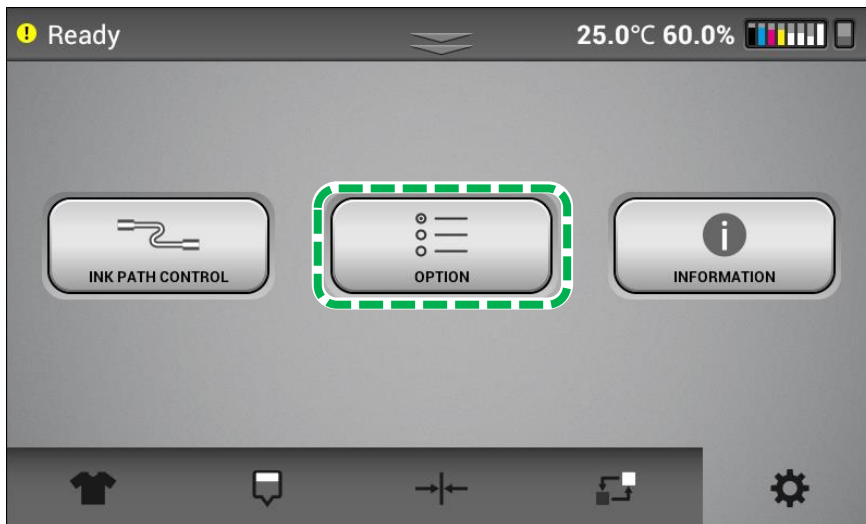 Ready
25.0°C 60.0%
INK PATH CONTROL
OPTION
INFORMATION